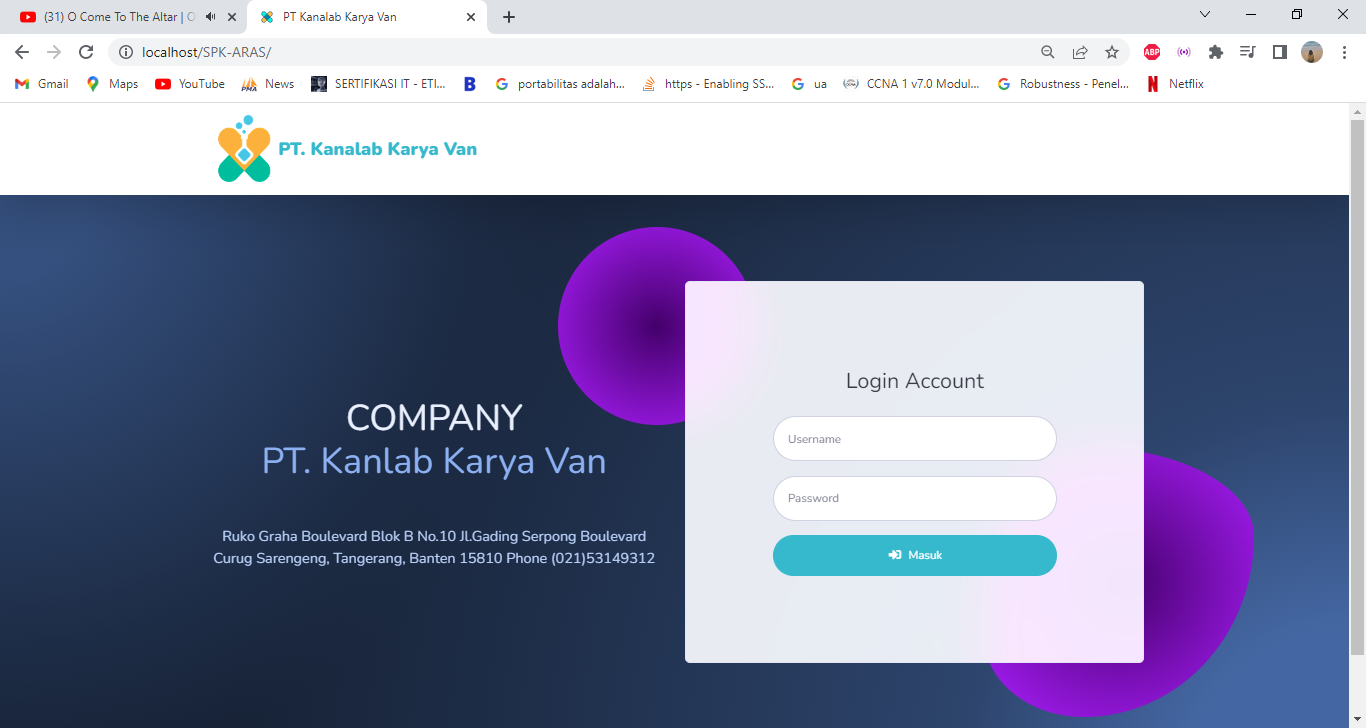 (31) O Come To The Altar | O
PT Kanalab Karya Van
localhost/SPK-ARAS/
ABP
Gmail
Maps
YouTube
PMA
News
SERTIFIKASI IT - ETI...
B
portabilitas adalah...
https - Enabling SS...
ua
CCNA 1 v7.0 Modul...
Robustness - Penel...
Netflix
PT. Kanalab Karya Van
COMPANY
PT. Kanlab Karya Van
Ruko Graha Boulevard Blok B No.10 Jl.Gading Serpong Boulevard
Curug Sarengeng, Tangerang, Banten 15810 Phone (021)53149312
Login Account
Username
Password
Masuk